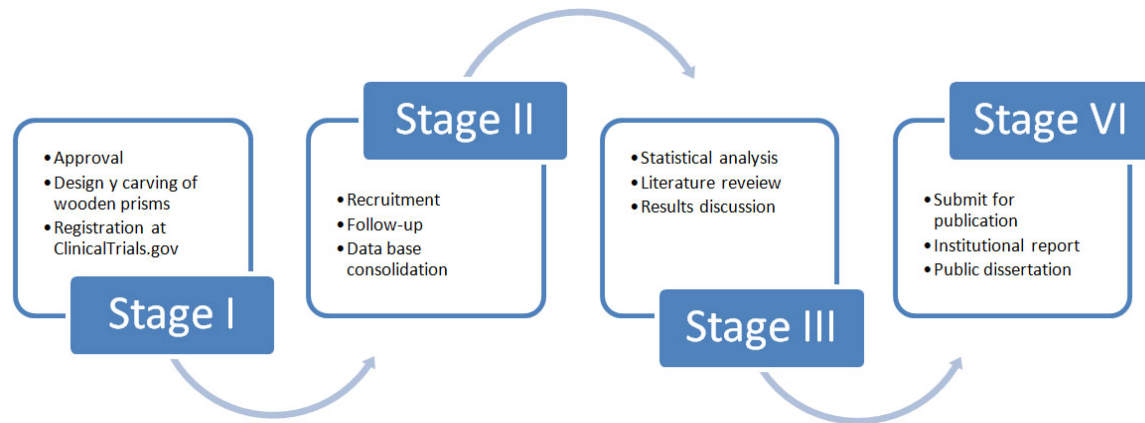 • Approval
• Design y carving of
wooden prisms
• Registration at
ClinicalTrials.gov
Stage I
Stage II
• Recruitment
• Follow-up
• Data base
consolidation
• Statistical analysis
• Literature reveiew
• Results discussion
Stage III
Stage VI
• Submit for
publication
• Institutional report
• Public dissertation